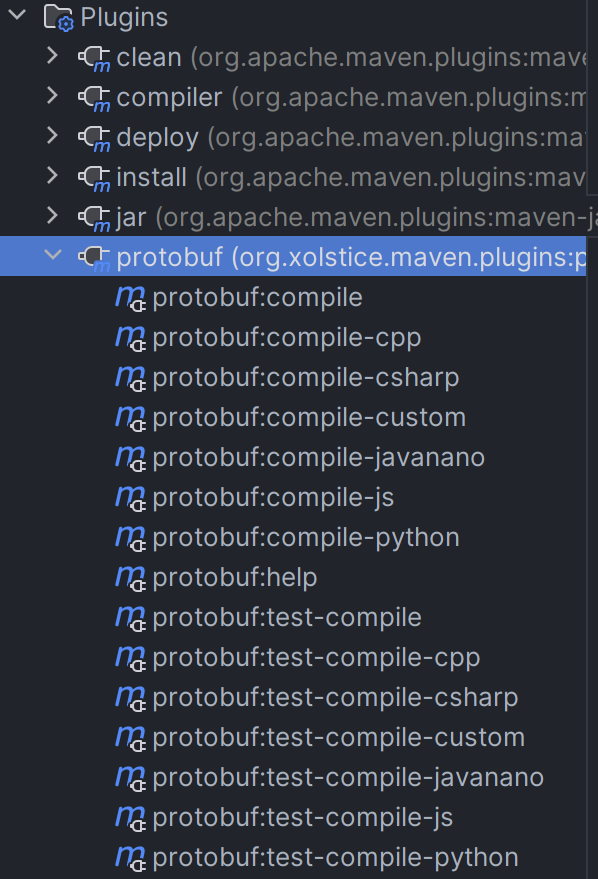 Plugins
clean (org.apache.maven.plugins:mave
compiler (org.apache.maven.plugins:m
deploy (org.apache.maven.plugins:ma
install (org.apache.maven.plugins:mav
jar (org.apache.maven.plugins:maven-ja
protobuf (org.xolstice.maven.plugins:p
protobuf:compile
protobuf:compile-cpp
protobuf:compile-csharp
protobuf:compile-custom
protobuf:compile-javanano
protobuf:compile-js
protobuf:compile-python
protobuf:help
protobuf:test-compile
protobuf:test-compile-cpp
protobuf:test-compile-csharp
protobuf:test-compile-custom
protobuf:test-compile-javanano
protobuf:test-compile-js
protobuf:test-compile-python